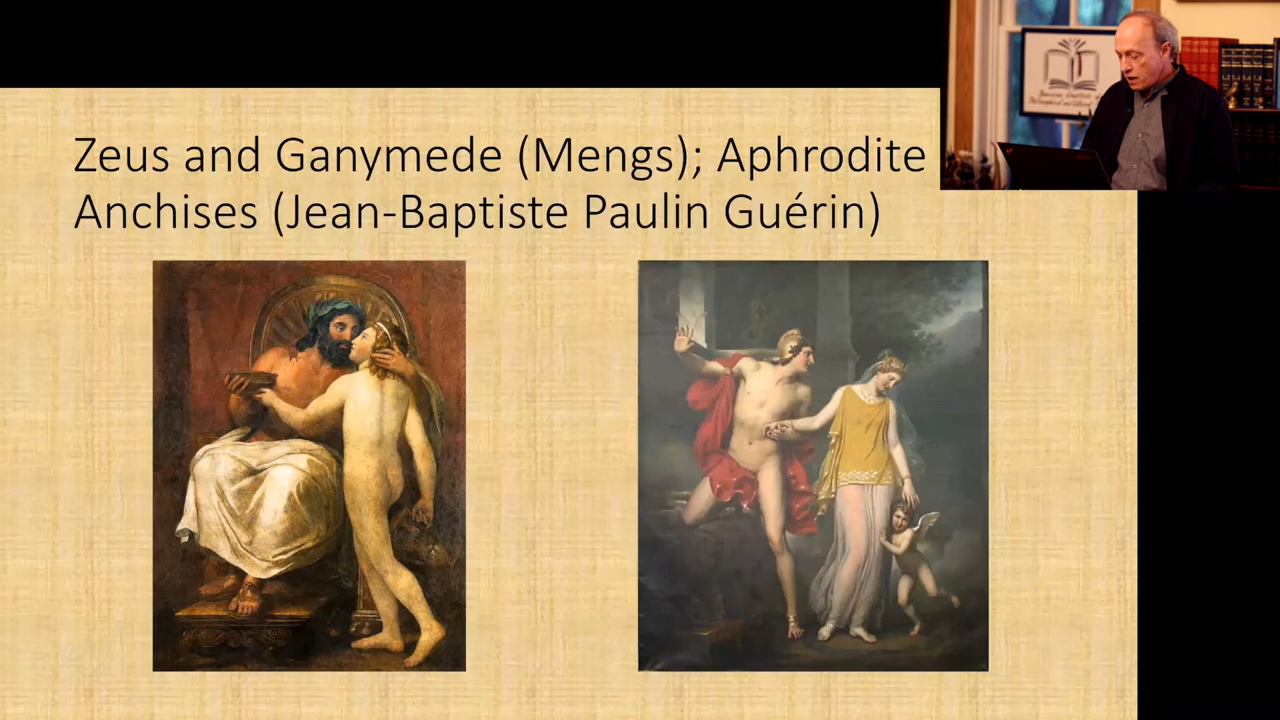 Zeus and Ganymede (Mengs); Aphrodite
Anchises (Jean-Baptiste Paulin Guérin)